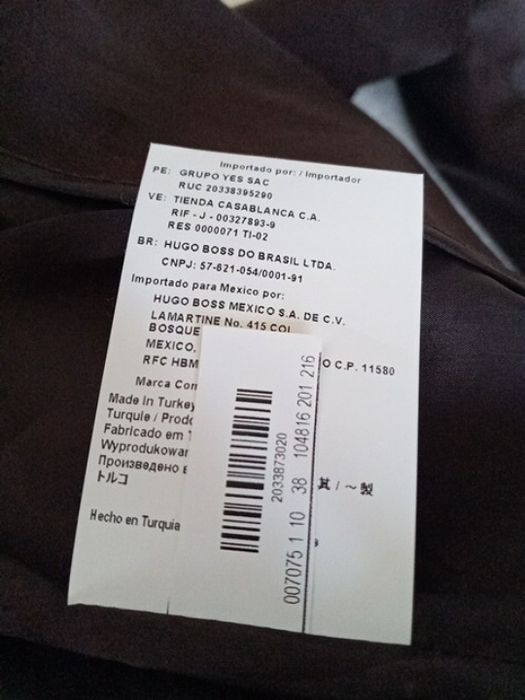 Importado por: / Importador
PE: GRUPO YES SAC
RUC 20338395290
VE: TIENDA CASABLANCA C.A.
RIF - J - 00327893-9
RES 0000071 TI-02
BR: HUGO BOSS DO BRASIL LTDA.
CNPJ: 57-821-054/0001-91
Importado para Mexico por:
HUGO BOSS MEXICO S.A. DE C.V.
LAMARTINE No. 415 COL
BOSQUE
MEXICO, O C.P. 11580
RFC HBM
Marca Com
Made in Turkey
Turquie / Produ
Fabricado em T
Wyprodukowan
Произведено в
トルコ 其 / ~ 製
Hecho en Turquia
2033873020
007075 1 10 38 104816 201 216